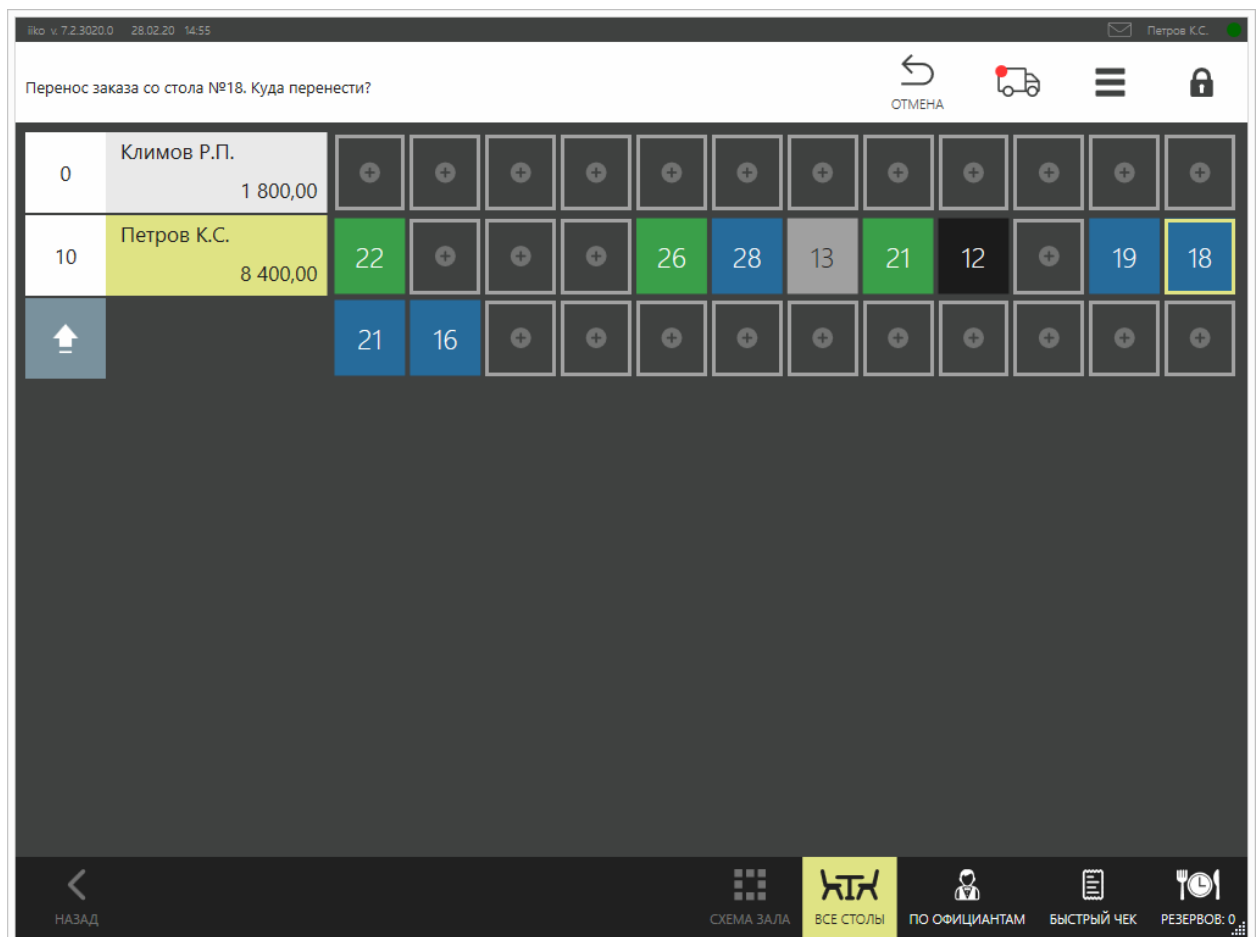 iiko v. 7.2.3020.0 28.02.20 14:55 Петров К.С.
Перенос заказа со стола №18. Куда перенести?
ОТМЕНА
0 Климов Р.П.
1 800,00
10 Петров К.С.
8 400,00
22 26 28 13 21 12 19 18
21 16
НАЗАД СХЕМА ЗАЛА ВСЕ СТОЛЫ ПО ОФИЦИАНТАМ БЫСТРЫЙ ЧЕК РЕЗЕРВОВ: 0